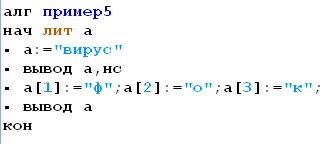 алг пример5
нач лит а
• а:="вирус"
• вывод а,нс
• а[1]:="ф";а[2]:="о";а[3]:="к";
• вывод а
кон